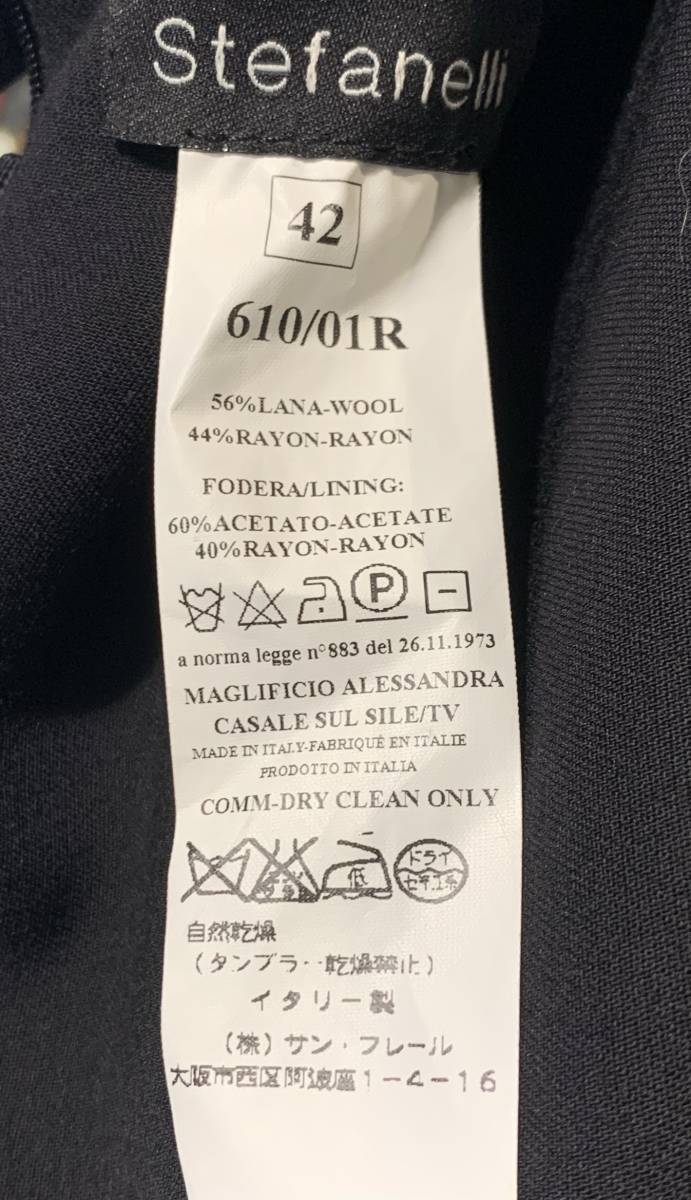 Stefanelli
42
610/01R
56%LANA-WOOL
44%RAYON-RAYON
FODERA/LINING:
60%ACETATO-ACETATE
40%RAYON-RAYON
P
a norma legge n°883 del 26.11.1973
MAGLIFICIO ALESSANDRA
CASALE SUL SILE/TV
MADE IN ITALY-FABRIQUÉ EN ITALIE
PRODOTTO IN ITALIA
COMM-DRY CLEAN ONLY
低 ドライ
自然乾燥
(タンブラ-・乾燥禁止)
イタリー製
(株) サン・フレール
大阪市西区阿波座1-4-16